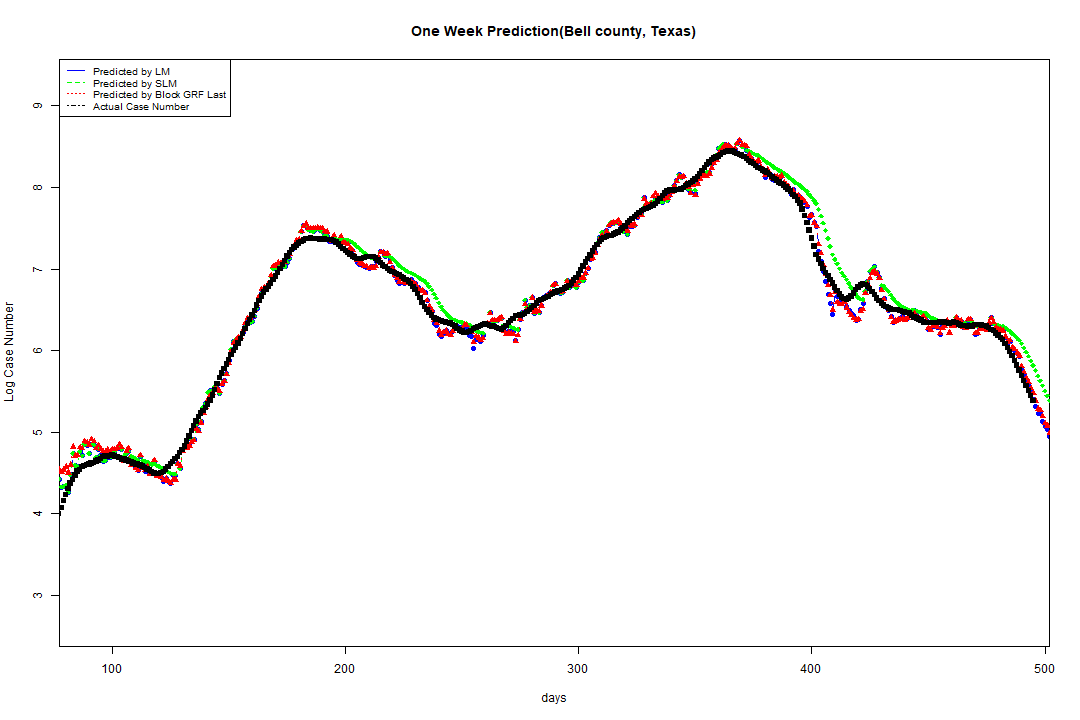 One Week Prediction(Bell county, Texas)
Predicted by LM
Predicted by SLM
Predicted by Block GRF Last
Actual Case Number
9
8
7
6
5
4
3
Log Case Number
100 200 300 400 500
days